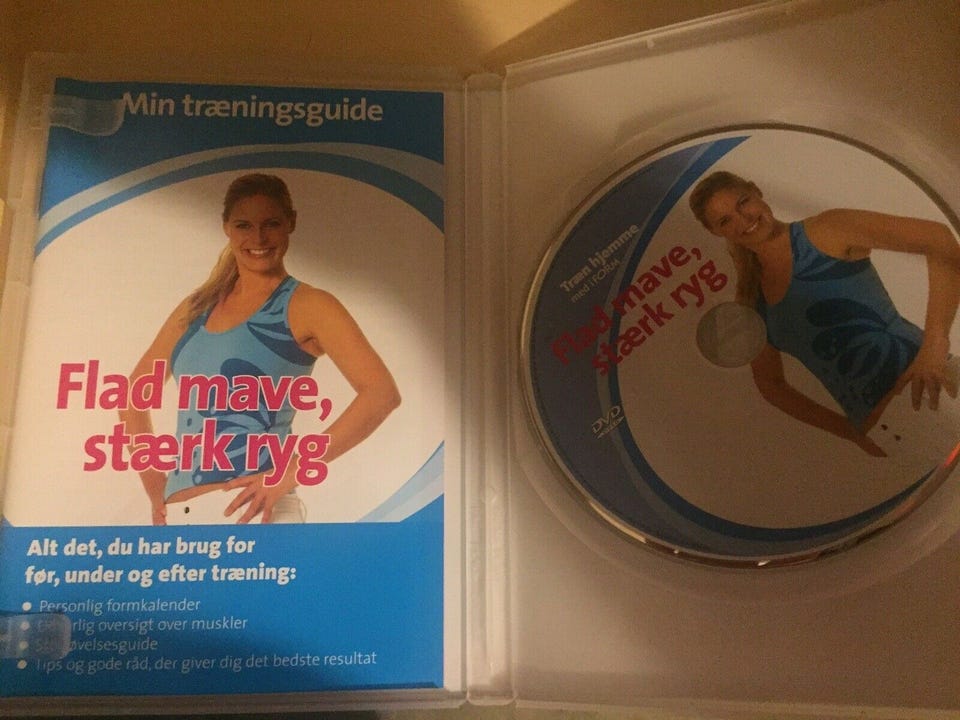 Min træningsguide
Flad mave,
stærk ryg
Alt det, du har brug for
før, under og efter træning:
Personlig formkalender
oversigt over muskler
Tips og gode råd, der giver dig det bedste resultat
Træn hjemme
med i FORM
Flad mave,
stærk ryg
DVD